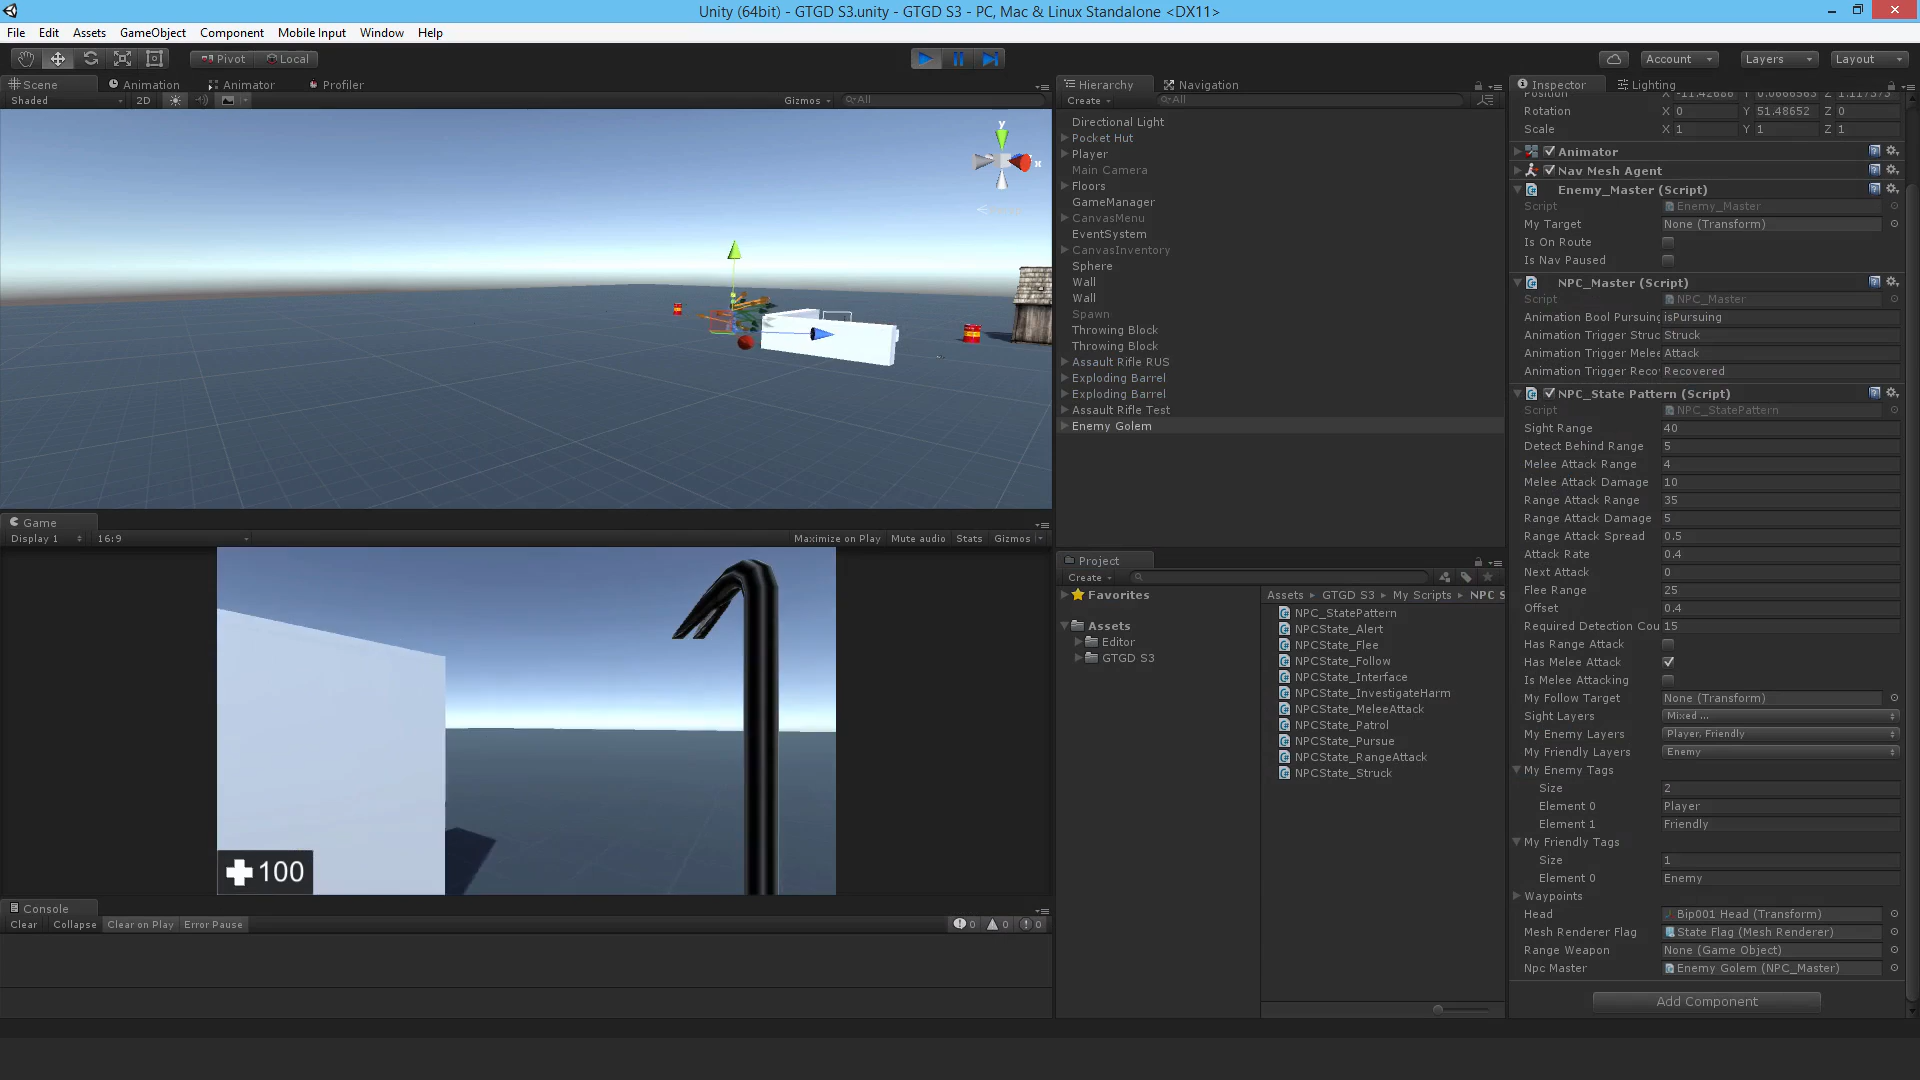 Unity (64bit) - GTGD S3.unity - GTGD S3 - PC, Mac & Linux Standalone <DX11>
File Edit Assets GameObject Component Mobile Input Window Help
Pivot Local
Account Layers Layout
Scene Animation Animator Profiler
Shaded 2D Gizmos All
y
x
Game
Display 1 16:9 Maximize on Play Mute audio Stats Gizmos
100
Console
Clear Collapse Clear on Play Error Pause 0 0 0
Hierarchy Navigation
Create All
Directional Light
Pocket Hut
Player
Main Camera
Floors
GameManager
CanvasMenu
EventSystem
CanvasInventory
Sphere
Wall
Wall
Spawn
Throwing Block
Throwing Block
Assault Rifle RUS
Exploding Barrel
Exploding Barrel
Assault Rifle Test
Enemy Golem
Project
Create
Favorites
Assets
Editor
GTGD S3
Assets GTGD S3 My Scripts NPC S
NPC_StatePattern
NPCState_Alert
NPCState_Flee
NPCState_Follow
NPCState_Interface
NPCState_InvestigateHarm
NPCState_MeleeAttack
NPCState_Patrol
NPCState_Pursue
NPCState_RangeAttack
NPCState_Struck
Inspector Lighting
Position X -11.42686 Y 0.0666563 Z 1.117373
Rotation X 0 Y 51.48652 Z 0
Scale X 1 Y 1 Z 1
Animator
Nav Mesh Agent
Enemy_Master (Script)
Script Enemy_Master
My Target None (Transform)
Is On Route
Is Nav Paused
NPC_Master (Script)
Script NPC_Master
Animation Bool Pursuing isPursuing
Animation Trigger Struc Struck
Animation Trigger Melee Attack
Animation Trigger Reco Recovered
NPC_State Pattern (Script)
Script NPC_StatePattern
Sight Range 40
Detect Behind Range 5
Melee Attack Range 4
Melee Attack Damage 10
Range Attack Range 35
Range Attack Damage 5
Range Attack Spread 0.5
Attack Rate 0.4
Next Attack 0
Flee Range 25
Offset 0.4
Required Detection Cou 15
Has Range Attack
Has Melee Attack
Is Melee Attacking
My Follow Target None (Transform)
Sight Layers Mixed ...
My Enemy Layers Player, Friendly
My Friendly Layers Enemy
My Enemy Tags
Size 2
Element 0 Player
Element 1 Friendly
My Friendly Tags
Size 1
Element 0 Enemy
Waypoints
Head Bip001 Head (Transform)
Mesh Renderer Flag State Flag (Mesh Renderer)
Range Weapon None (Game Object)
Npc Master Enemy Golem (NPC_Master)
Add Component